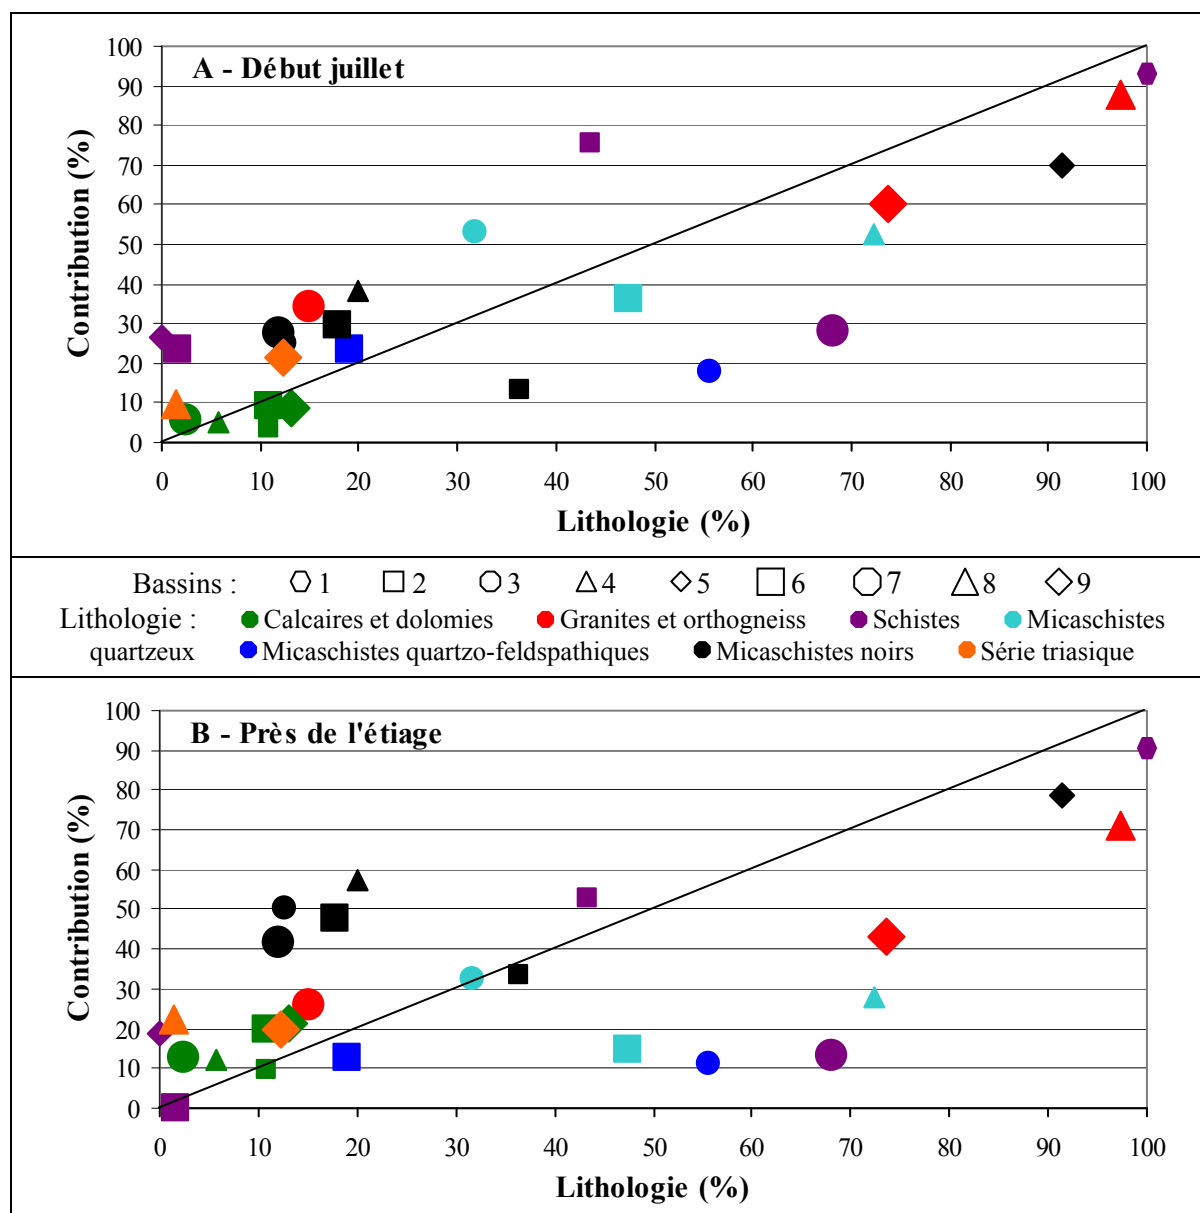 A - Début juillet
100
90
80
70
60
50
40
30
20
10
0
Contribution (%)
0 10 20 30 40 50 60 70 80 90 100
Lithologie (%)
Bassins : 1 2 3 4 5 6 7 8 9
Lithologie : Calcaires et dolomies Granites et orthogneiss Schistes Micaschistes
quartzeux Micaschistes quartzo-feldspathiques Micaschistes noirs Série triasique
B - Près de l'étiage
100
90
80
70
60
50
40
30
20
10
0
Contribution (%)
0 10 20 30 40 50 60 70 80 90 100
Lithologie (%)